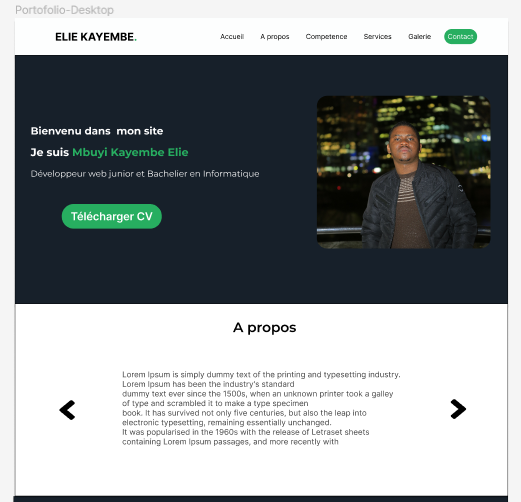 Portofolio-Desktop
ELIE KAYEMBE.
Accueil
A propos
Competence
Services
Galerie
Contact
Bienvenu dans mon site
Je suis Mbuyi Kayembe Elie
Développeur web junior et Bachelier en Informatique
Télécharger CV
A propos
Lorem Ipsum is simply dummy text of the printing and typesetting industry.
Lorem Ipsum has been the industry's standard
dummy text ever since the 1500s, when an unknown printer took a galley
of type and scrambled it to make a type specimen
book. It has survived not only five centuries, but also the leap into
electronic typesetting, remaining essentially unchanged.
It was popularised in the 1960s with the release of Letraset sheets
containing Lorem Ipsum passages, and more recently with